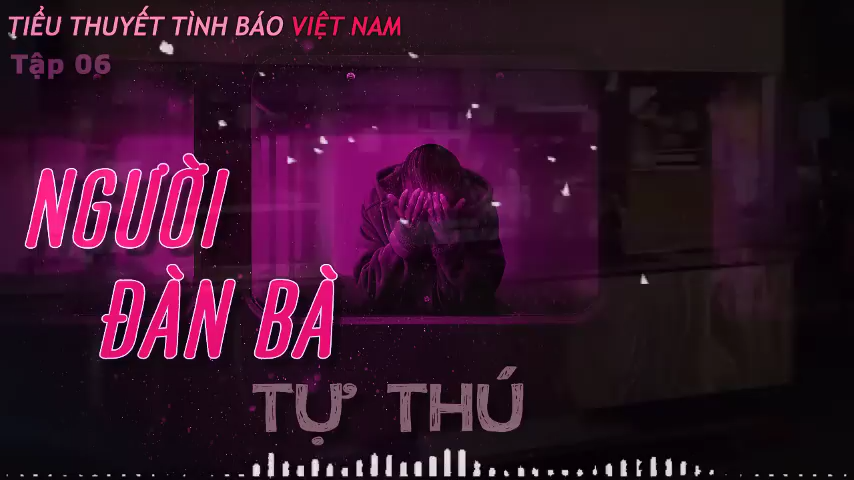 TIỂU THUYẾT TÌNH BÁO VIỆT NAM
Tập 06
NGƯỜI
ĐÀN BÀ
TỰ THÚ